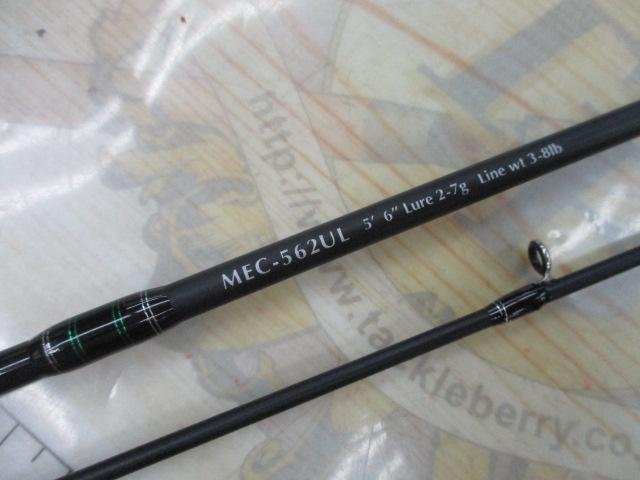 MEC-562UL 5' 6" Lure 2-7g Line wt 3-8lb
http://w
www.tackleberry.co